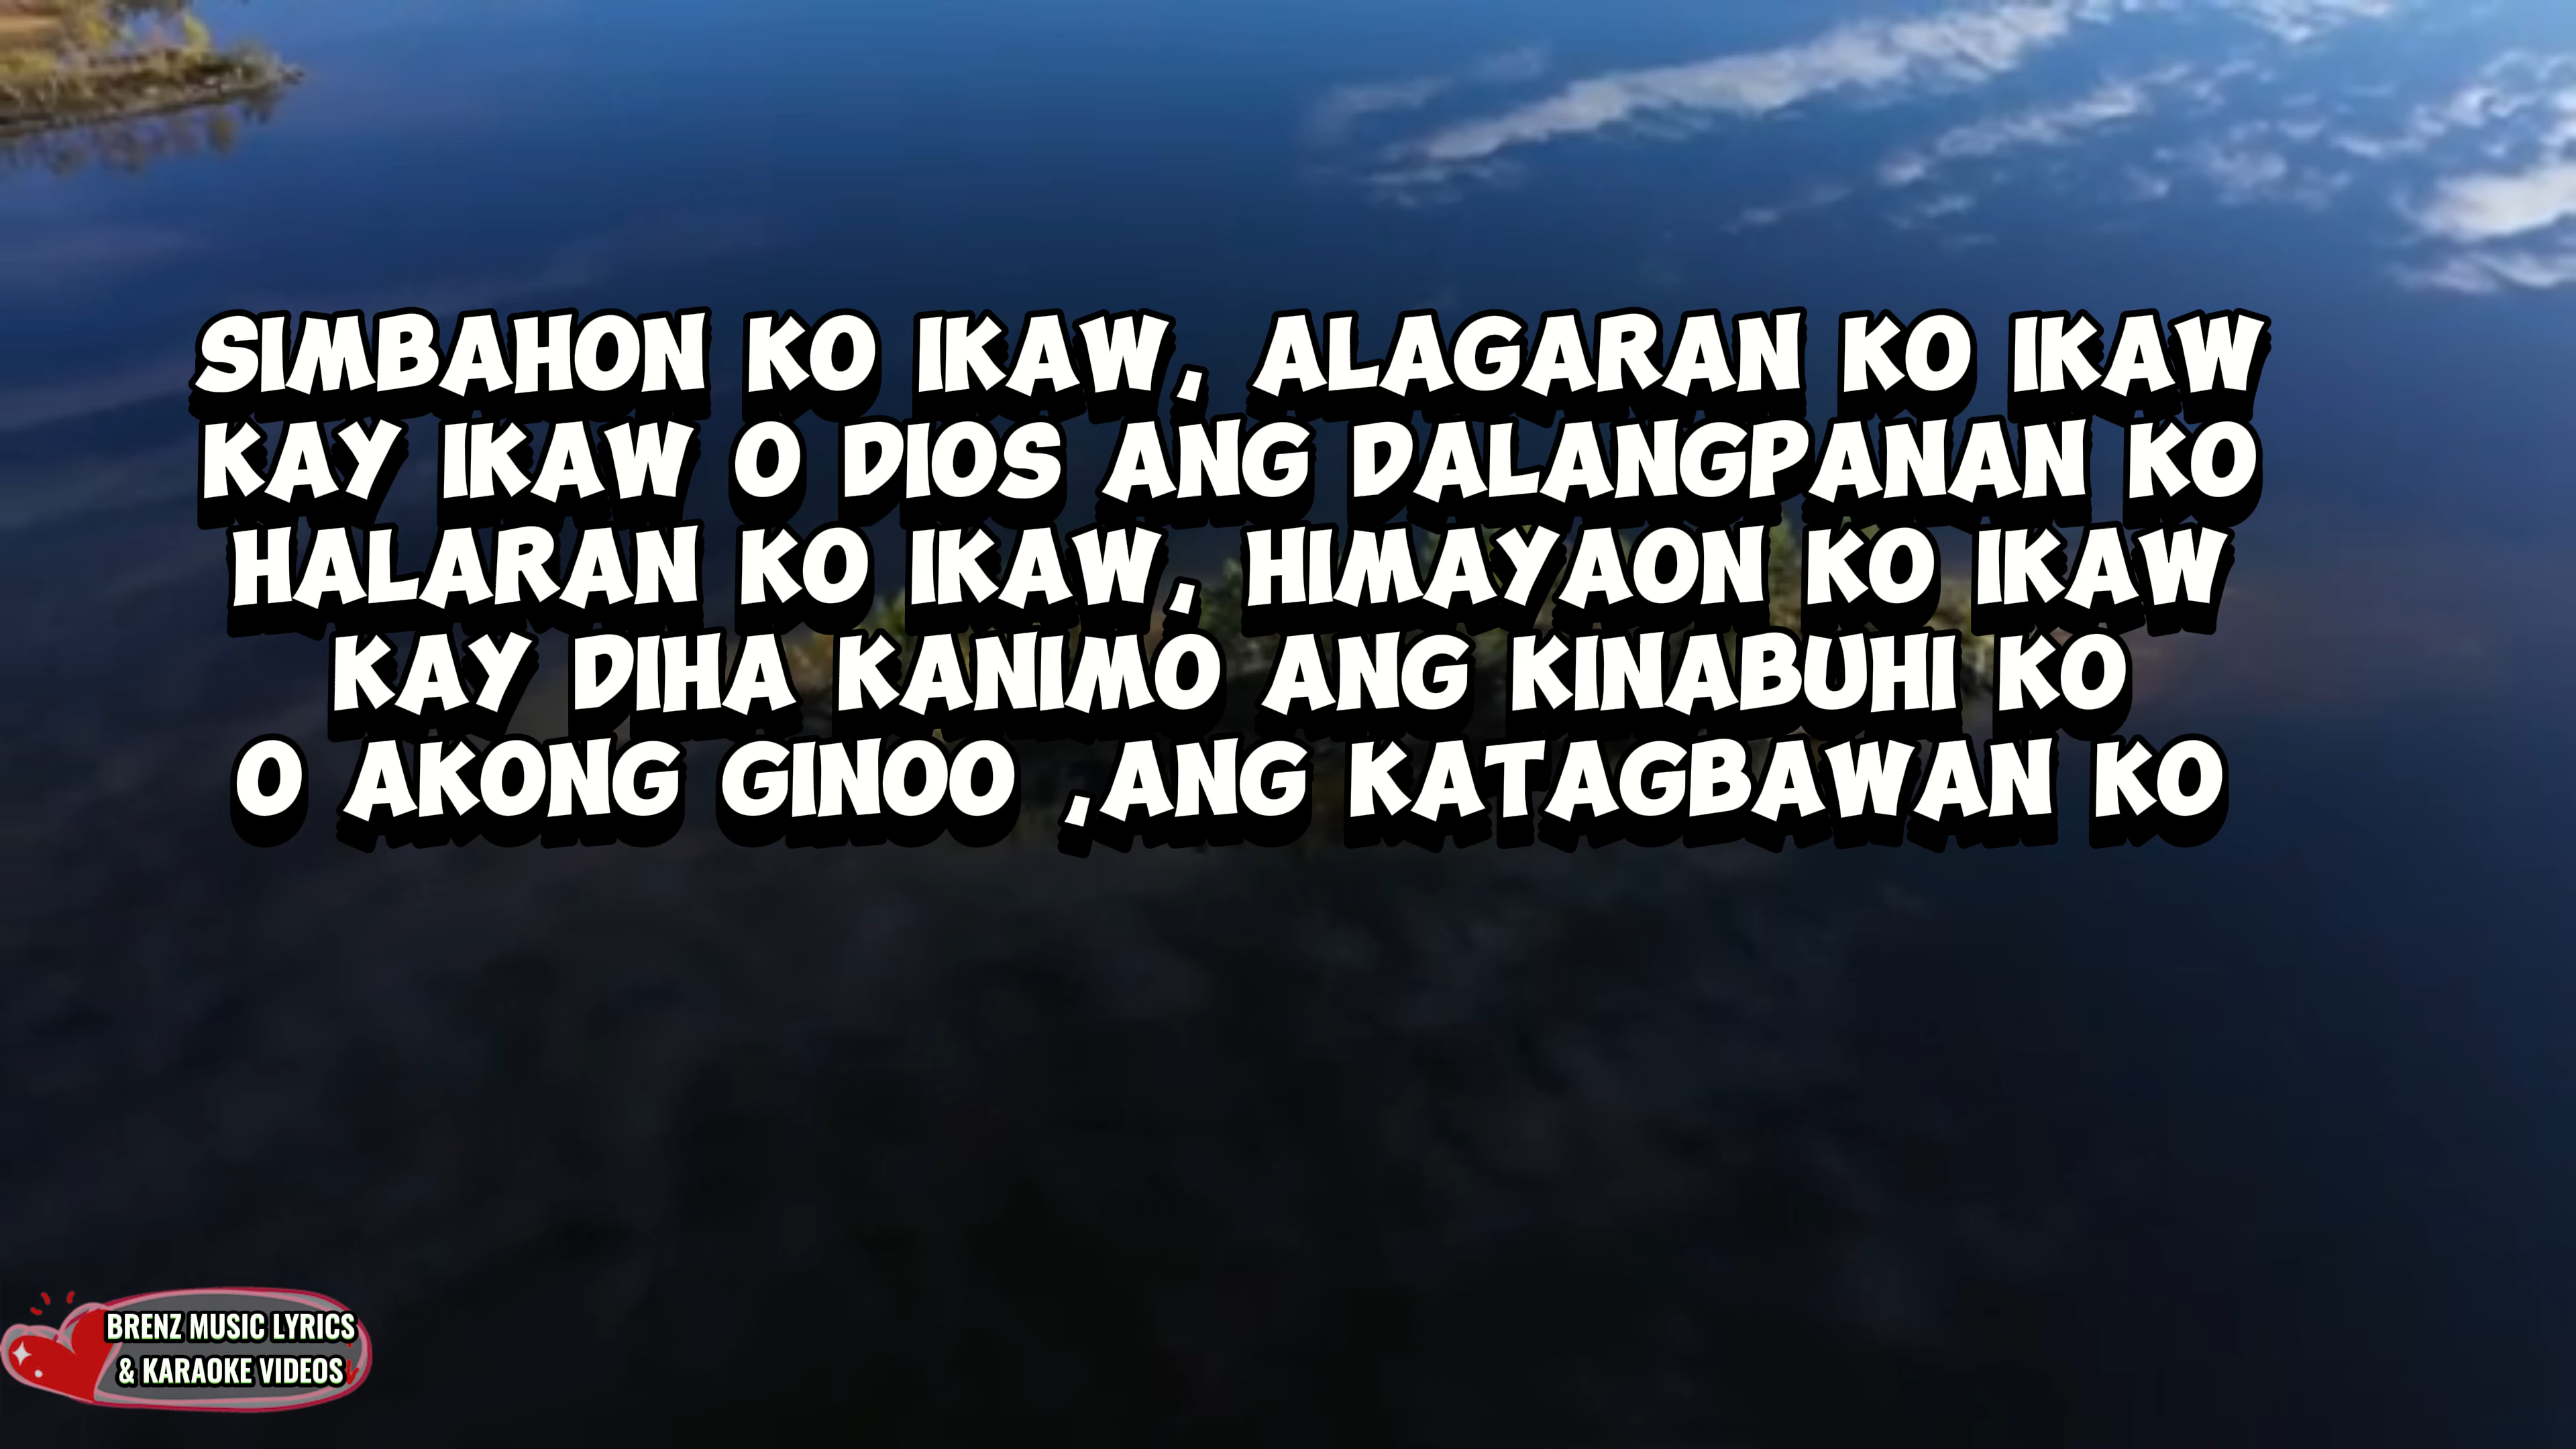 SIMBAHON KO IKAW, ALAGARAN KO IKAW
KAY IKAW O DIOS ANG DALANGPANAN KO
HALARAN KO IKAW, HIMAYAON KO IKAW
KAY DIHA KANIMO ANG KINABUHI KO
O AKONG GINOO ,ANG KATAGBAWAN KO
BRENZ MUSIC LYRICS
& KARAOKE VIDEOS